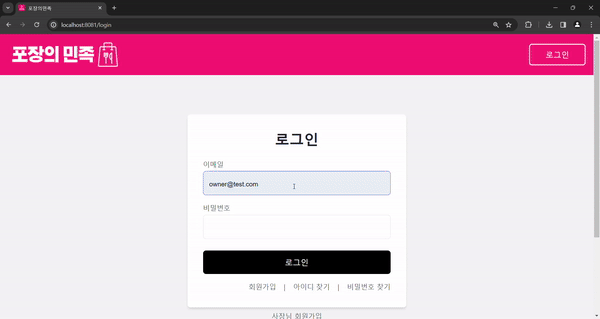 포장의민족
localhost:8081/login
포장의 민족
로그인
로그인
이메일
owner@test.com
비밀번호
로그인
회원가입 | 아이디 찾기 | 비밀번호 찾기
사장님 회원가입